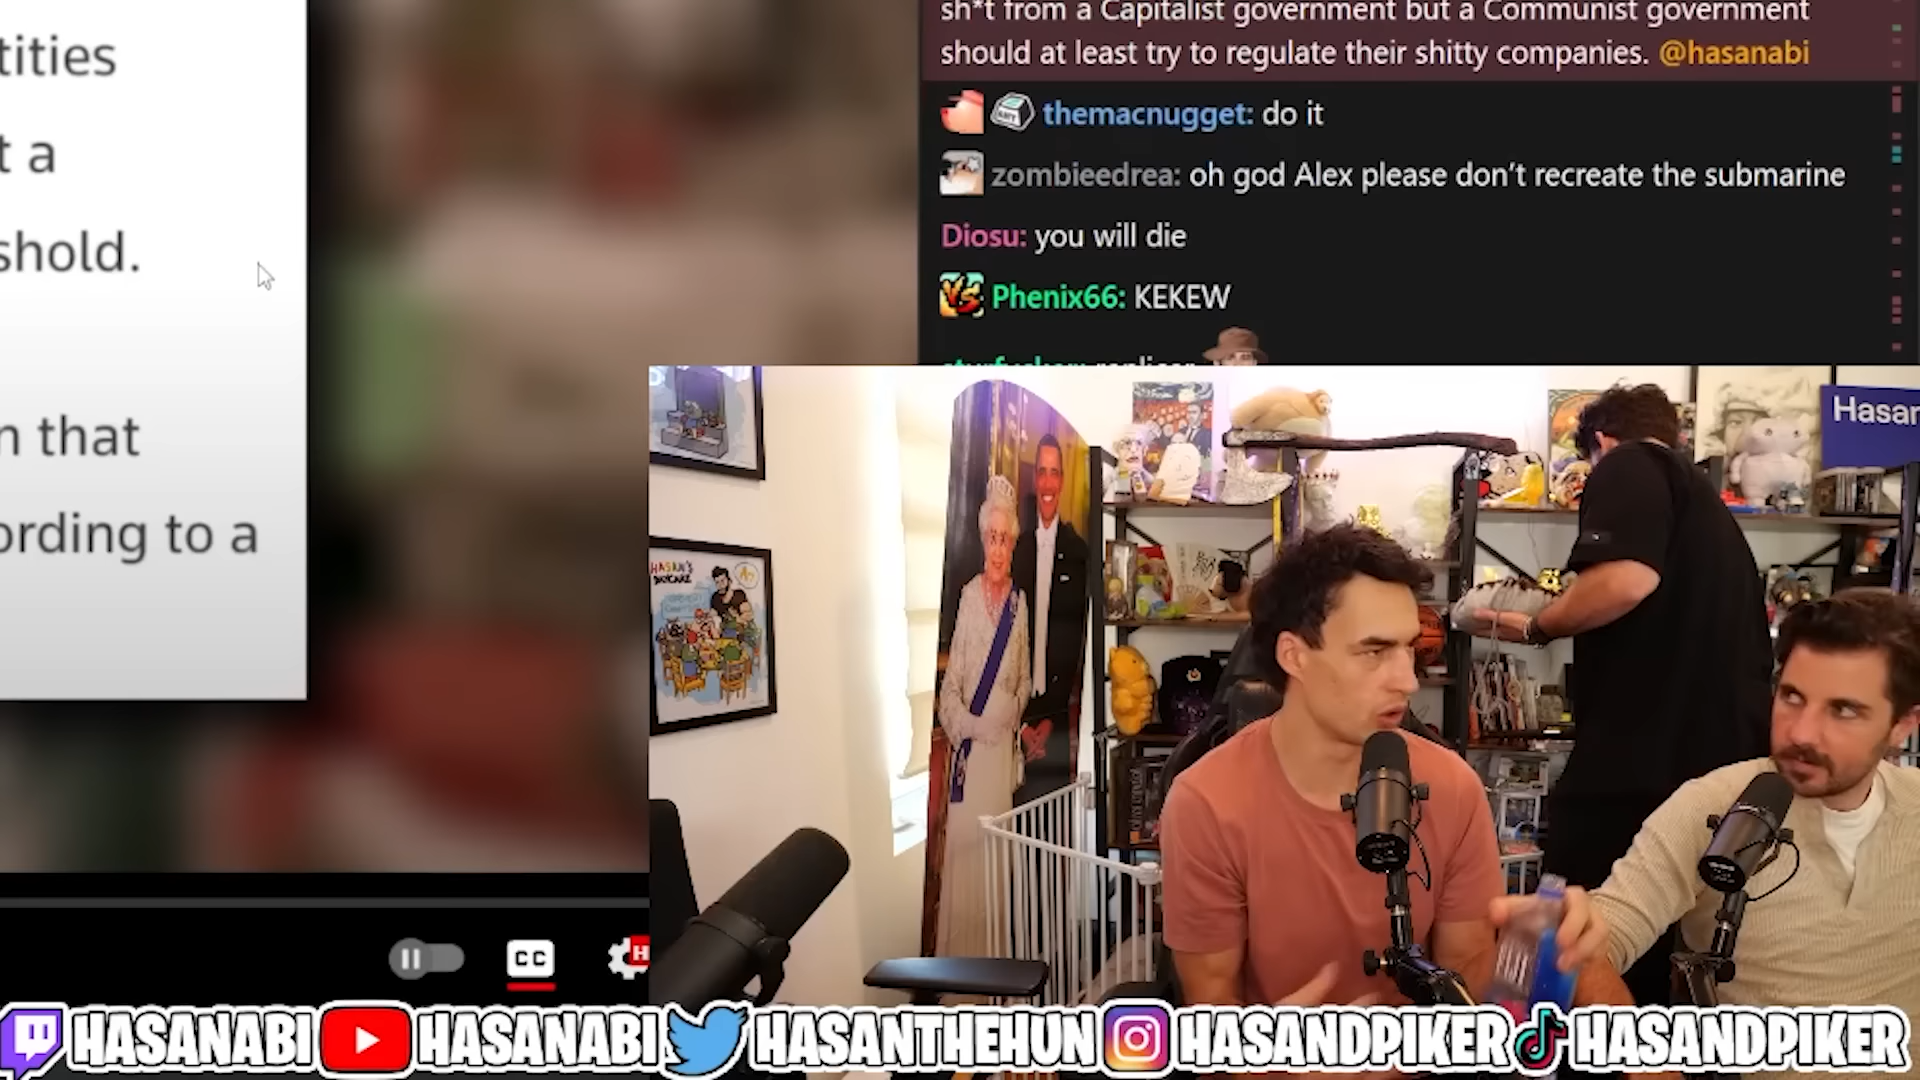 tities
t a
shold.
n that
ording to a
sh*t from a Capitalist government but a Communist government
should at least try to regulate their shitty companies. @hasanabi
themacnugget: do it
zombieedrea: oh god Alex please don't recreate the submarine
Diosu: you will die
Phenix66: KEKEW
Hasan
HASAN'S
DAYCARE
CC
H
HASANABI HASANABI HASANTHEHUN HASANDPIKER HASANDPIKER